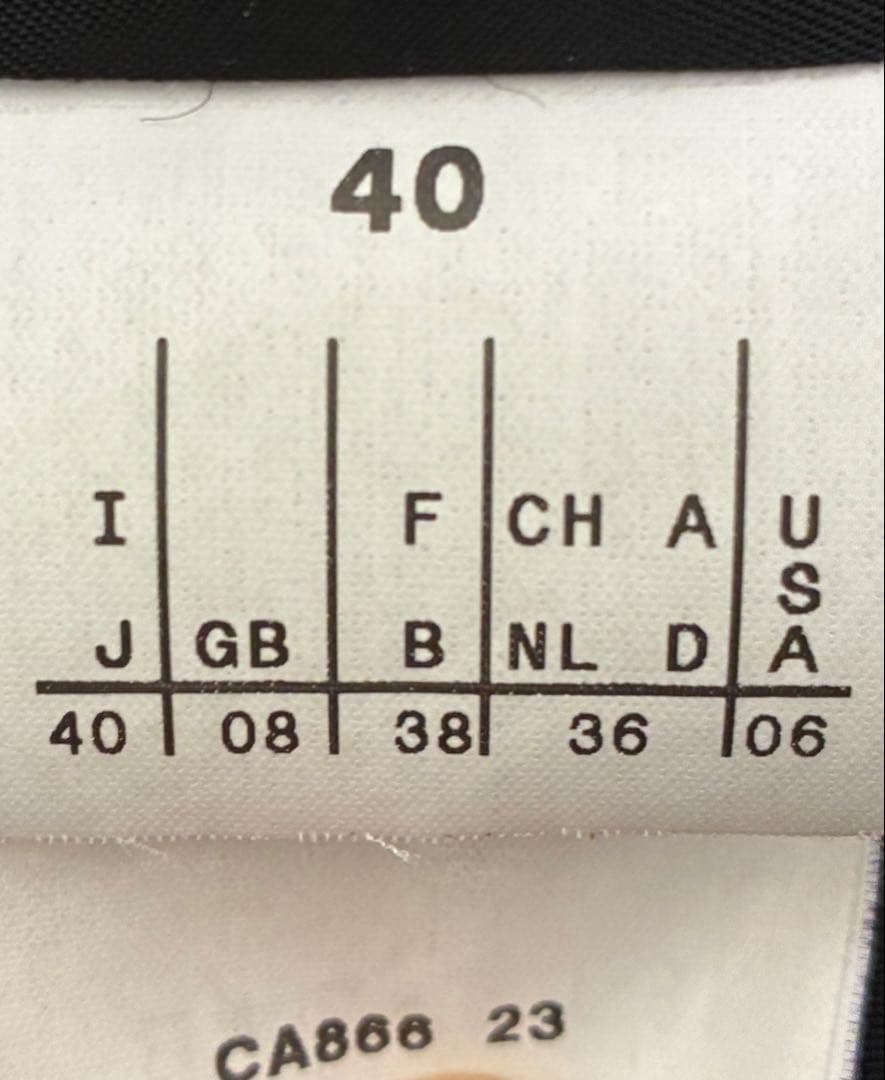 40
I F CH A U
S
J GB B NL D A
40 08 38 36 06
CA866 23